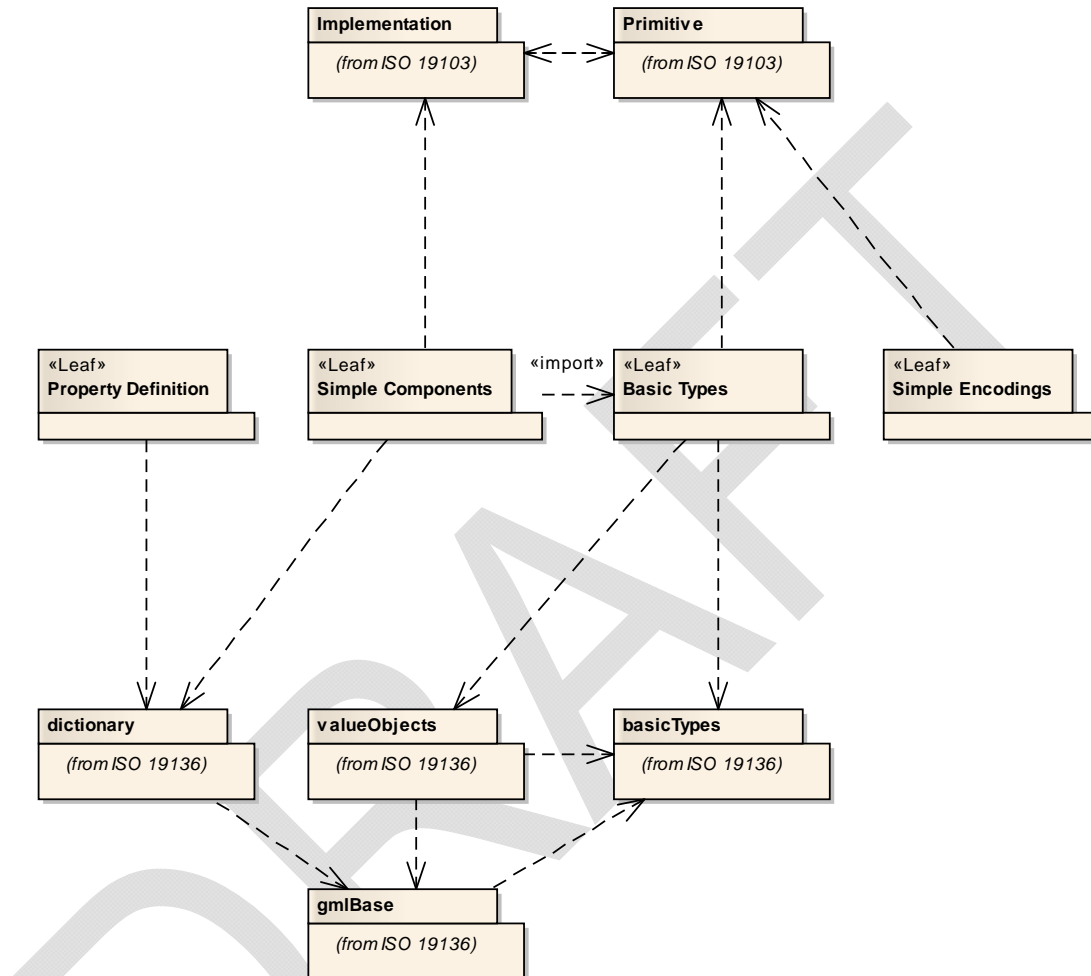 Implementation
(from ISO 19103)
Primitive
(from ISO 19103)
«Leaf»
Property Definition
«Leaf»
Simple Components
«import»
«Leaf»
Basic Types
«Leaf»
Simple Encodings
dictionary
(from ISO 19136)
valueObjects
(from ISO 19136)
basicTypes
(from ISO 19136)
gmlBase
(from ISO 19136)
DRAFT